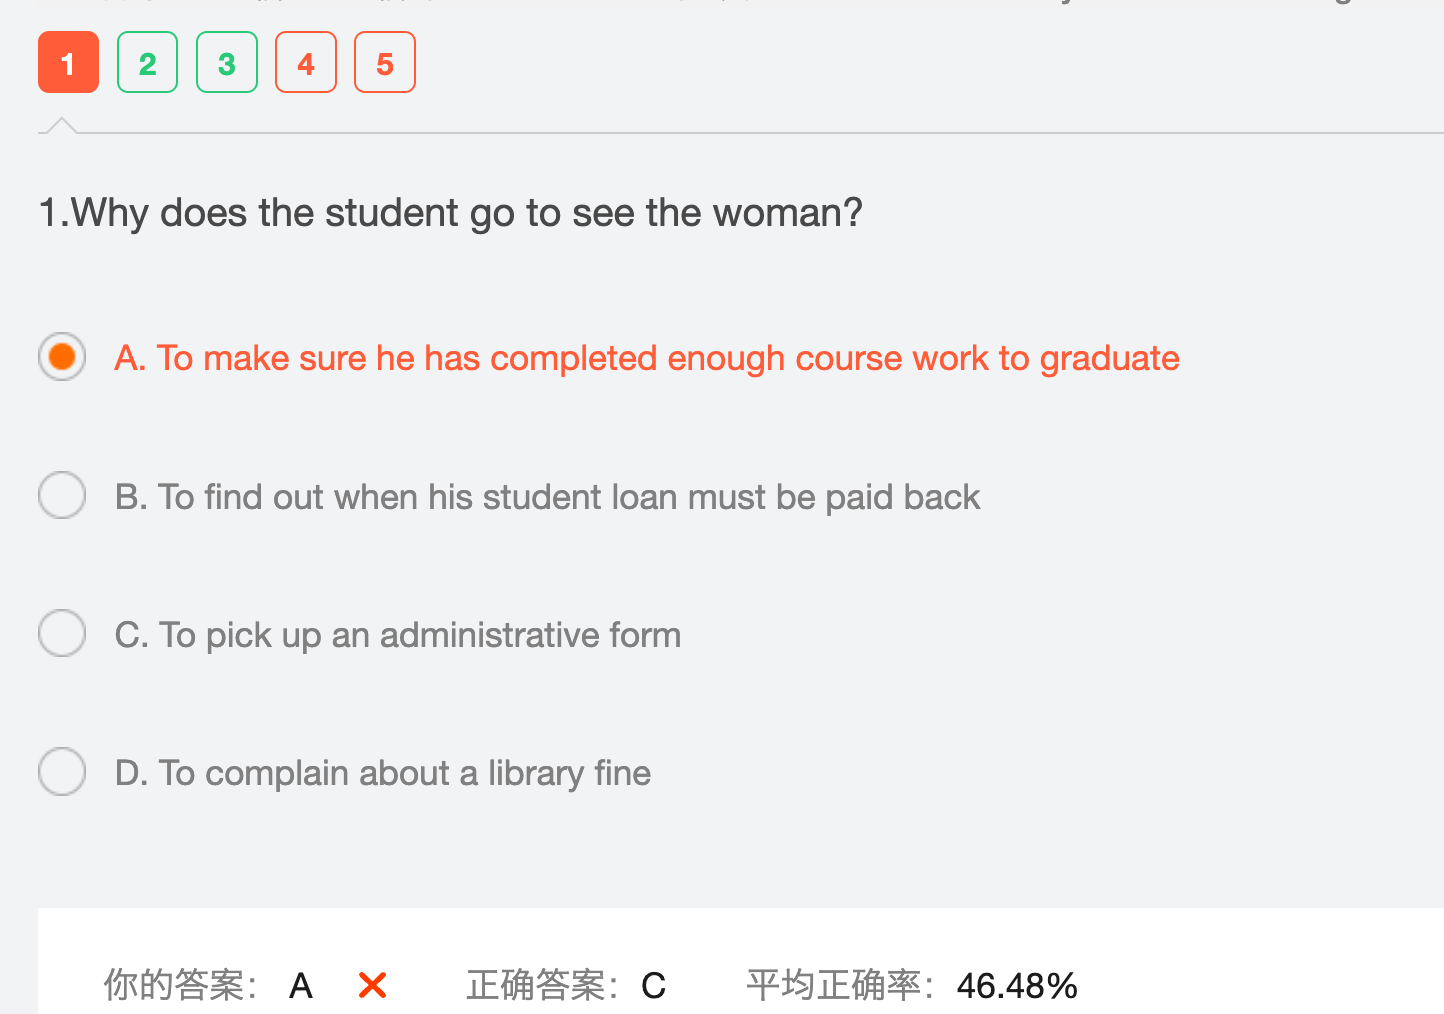 1 2 3 4 5
1.Why does the student go to see the woman?
A. To make sure he has completed enough course work to graduate
B. To find out when his student loan must be paid back
C. To pick up an administrative form
D. To complain about a library fine
你的答案： A 正确答案： C 平均正确率： 46.48%